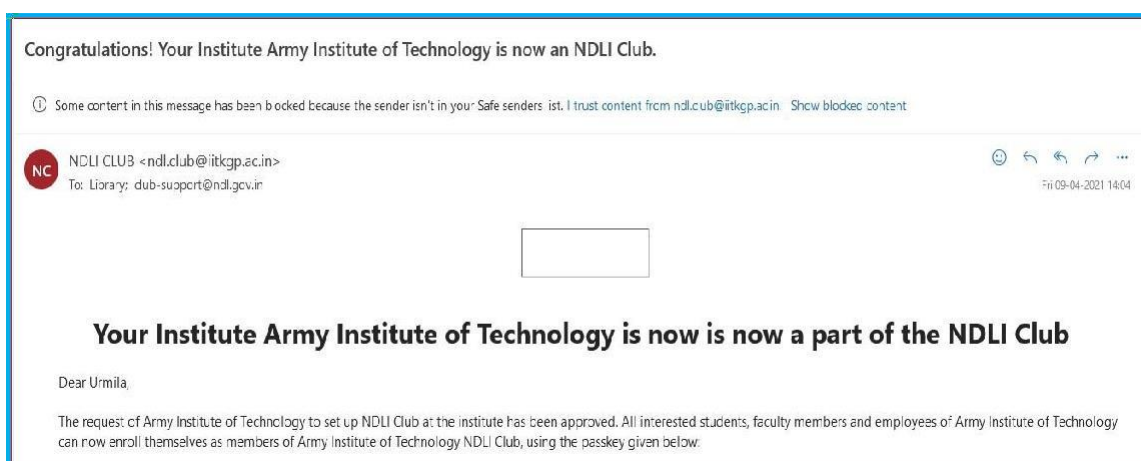 Congratulations! Your Institute Army Institute of Technology is now an NDLI Club.
Some content in this message has been blocked because the sender isn't in your Safe senders list. I trust content from ndl.club@iitkgp.ac.in. Show blocked content
NC
NDLI CLUB <ndl.club@iitkgp.ac.in>
To: Library; club-support@ndl.gov.in
Fri 09-04-2021 14:04
Your Institute Army Institute of Technology is now is now a part of the NDLI Club
Dear Urmila,
The request of Army Institute of Technology to set up NDLI Club at the institute has been approved. All interested students, faculty members and employees of Army Institute of Technology
can now enroll themselves as members of Army Institute of Technology NDLI Club, using the passkey given below: